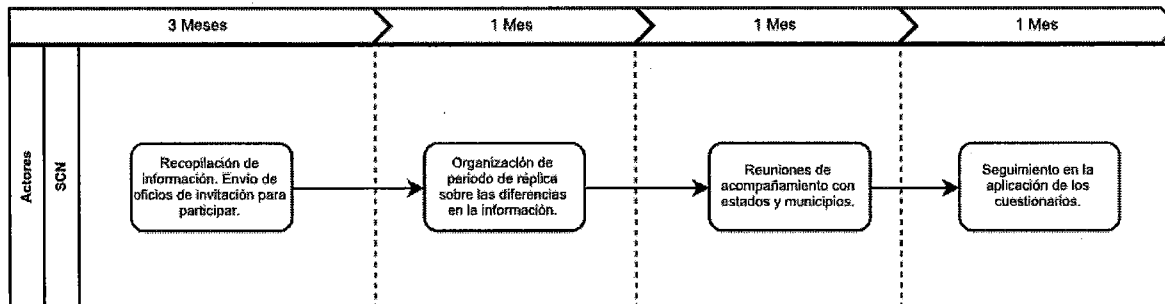 3 Meses
1 Mes
1 Mes
1 Mes
Actores
SCN
Recopilación de
información. Envío de
oficios de invitación para
participar.
Organización de
periodo de réplica
sobre las diferencias
en la información.
Reuniones de
acompañamiento con
estados y municipios.
Seguimiento en la
aplicación de los
cuestionarios.